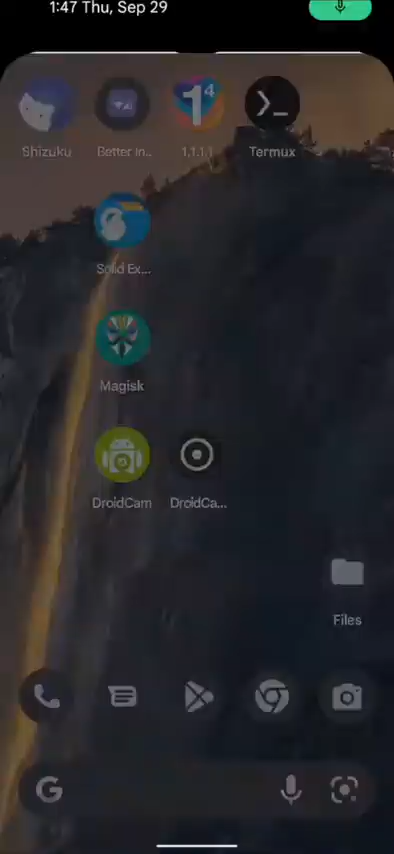 1:47 Thu, Sep 29
Shizuku
Better In...
1.1.1.1
Termux
Solid Ex...
Magisk
DroidCam
DroidCa...
Files